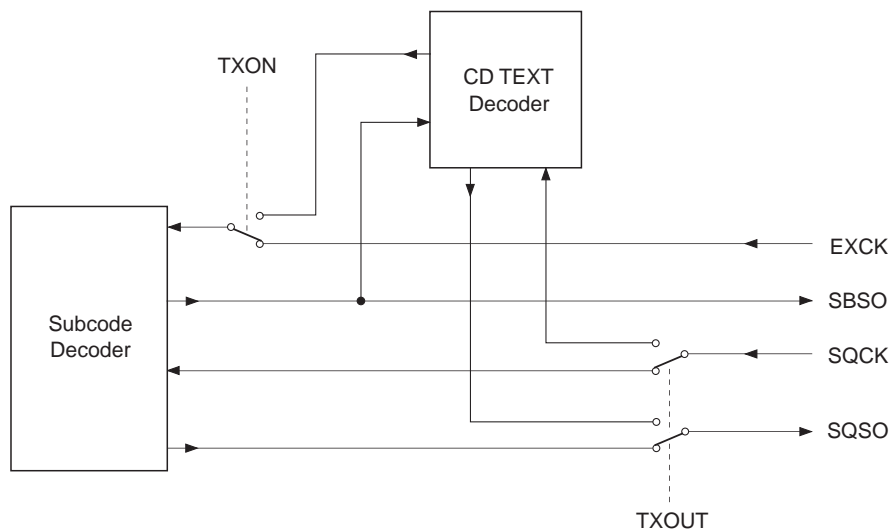 TXON
CD TEXT
Decoder
EXCK
SBSO
Subcode
Decoder
SQCK
SQSO
TXOUT